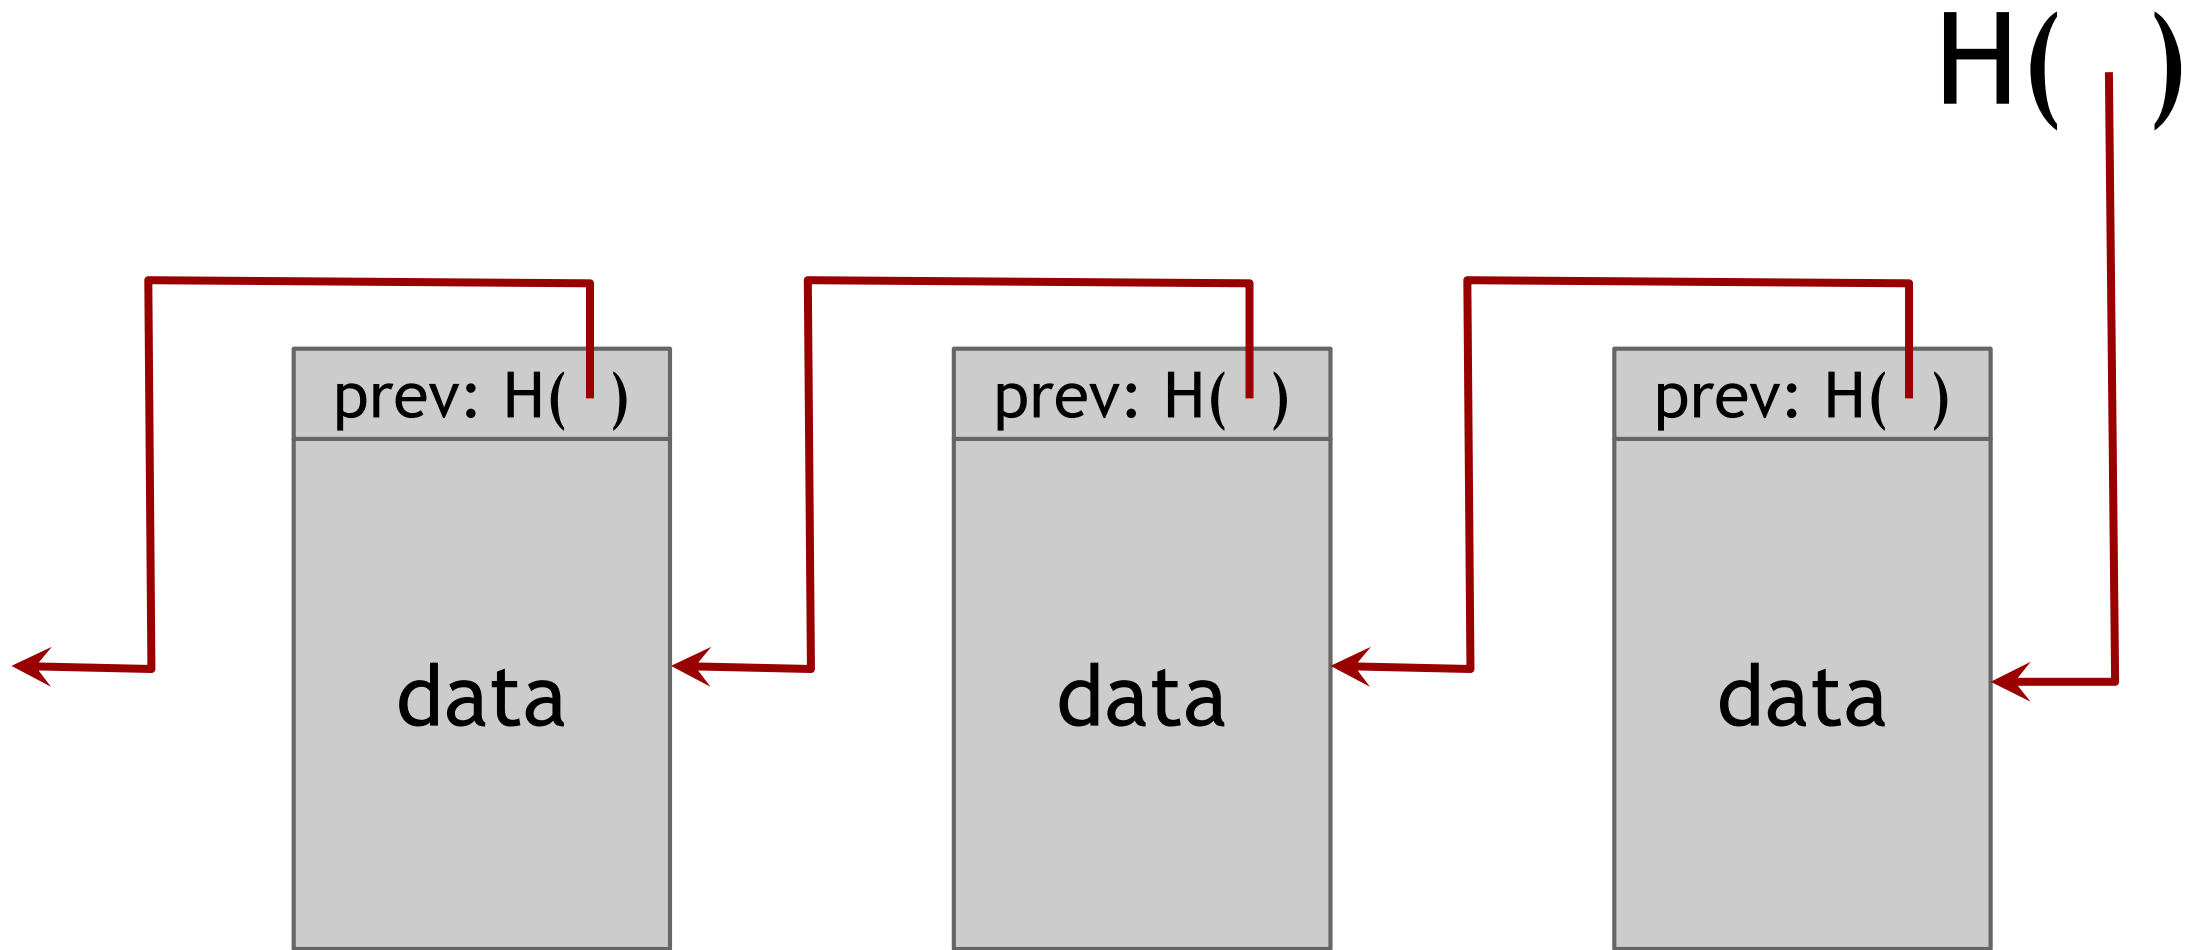 H( )
prev: H( )
prev: H( )
prev: H( )
data
data
data